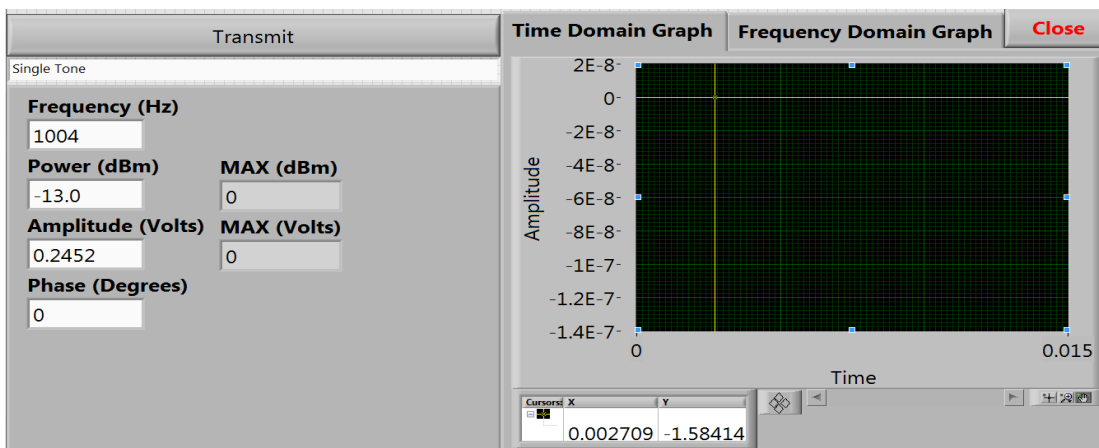 Transmit
Single Tone
Frequency (Hz)
1004
Power (dBm)
-13.0
MAX (dBm)
0
Amplitude (Volts)
0.2452
MAX (Volts)
0
Phase (Degrees)
0
Time Domain Graph
Frequency Domain Graph
Close
Amplitude
2E-8-
0-
-2E-8-
-4E-8-
-6E-8-
-8E-8-
-1E-7-
-1.2E-7-
-1.4E-7-
0
0.015
Time
Cursors:
X
Y
0.002709
-1.58414